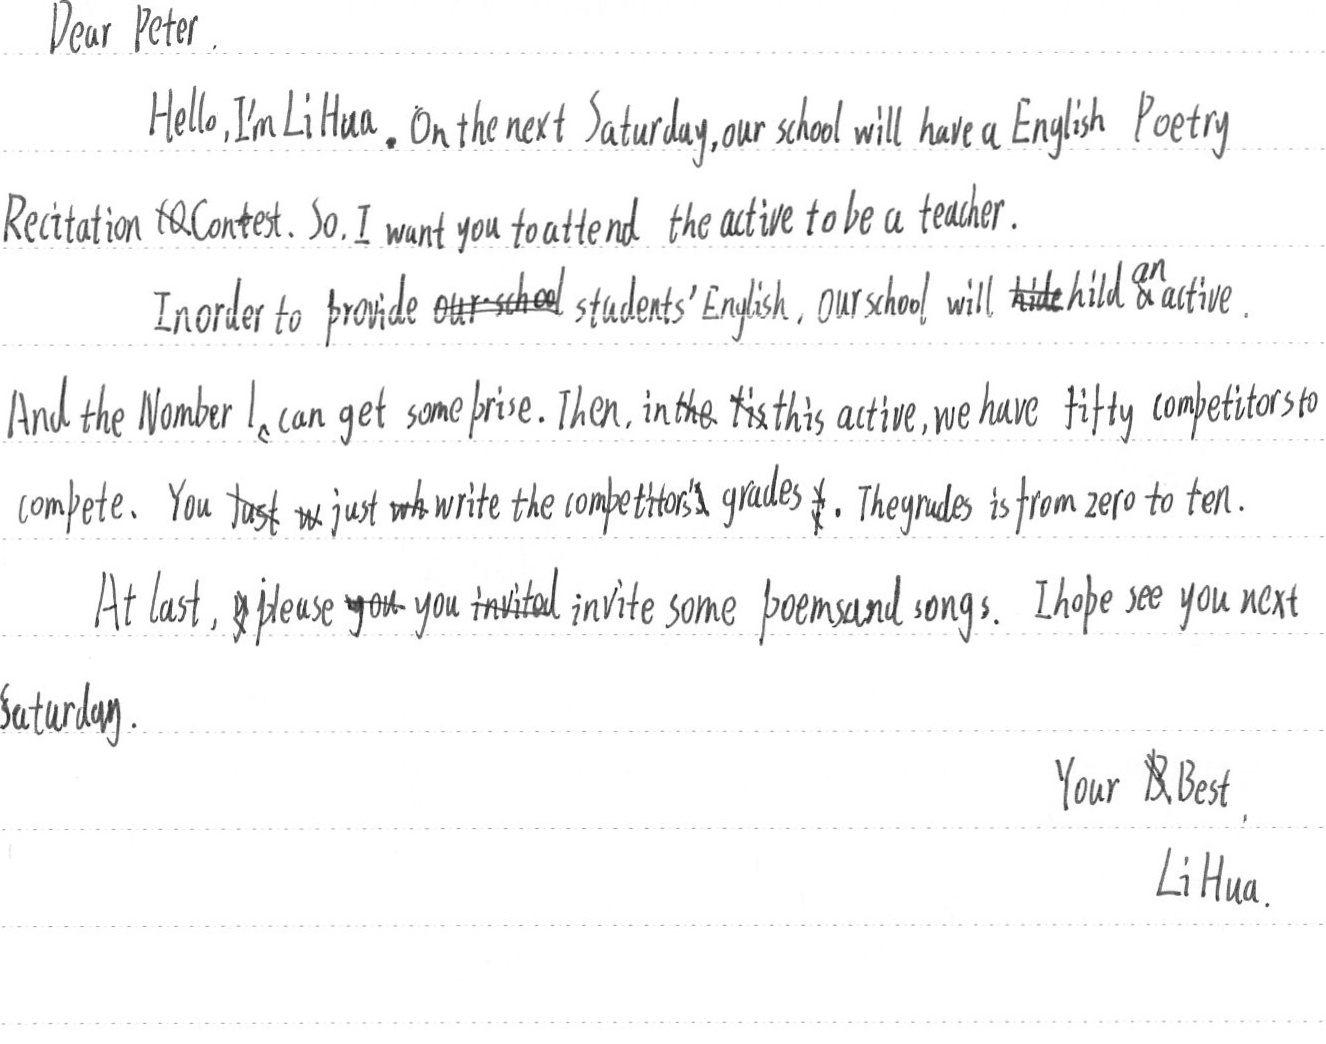 Dear Peter.
Hello, I'm Li Hua. On the next Saturday, our school will have a English Poetry
Recitation Contest. So, I want you to attend the active to be a teacher.
In order to provide students' English, our school will hild an active.
And the Nomber 1 can get some prise. Then, in this active, we have fifty competitors to
compete. You just write the competitor's grades. The grades is from zero to ten.
At last, please you invite some poems and songs. I hope see you next
Saturday.
Your Best,
Li Hua.